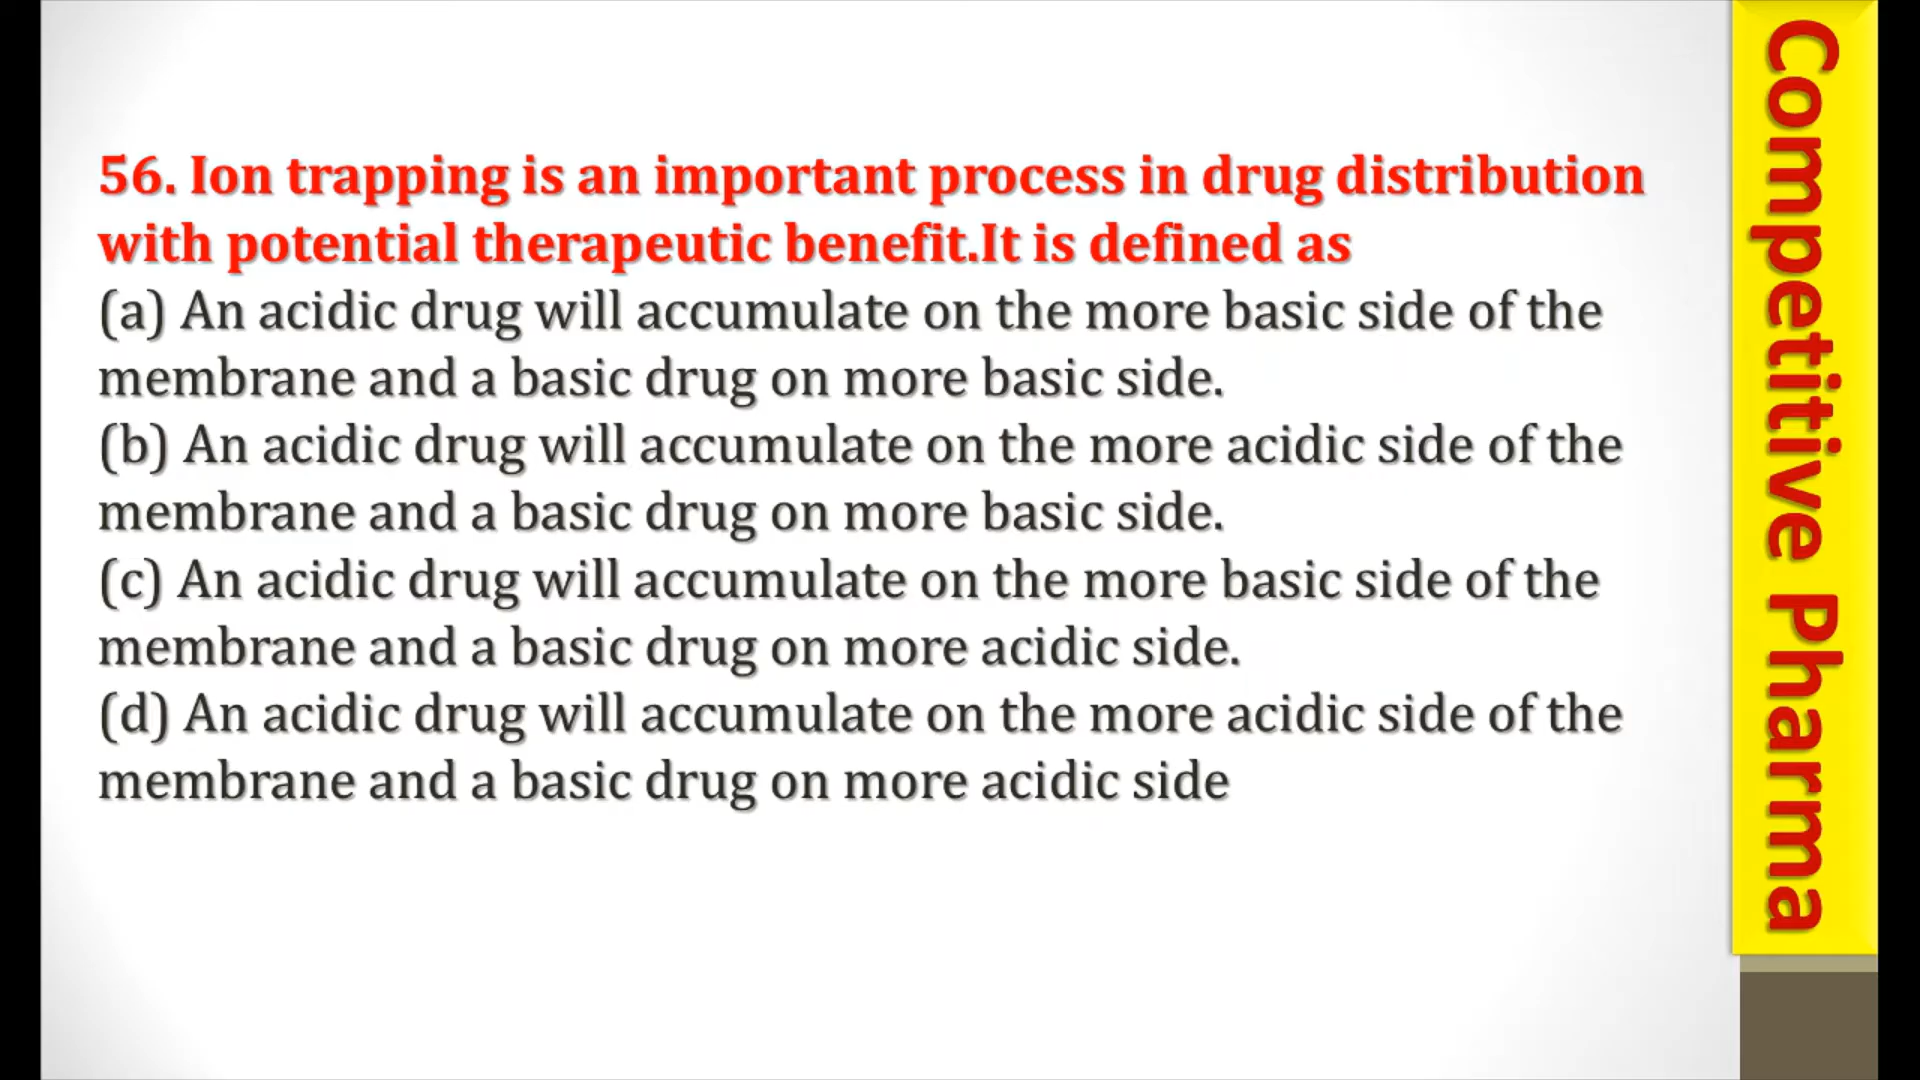 56. Ion trapping is an important process in drug distribution
with potential therapeutic benefit.It is defined as
(a) An acidic drug will accumulate on the more basic side of the
membrane and a basic drug on more basic side.
(b) An acidic drug will accumulate on the more acidic side of the
membrane and a basic drug on more basic side.
(c) An acidic drug will accumulate on the more basic side of the
membrane and a basic drug on more acidic side.
(d) An acidic drug will accumulate on the more acidic side of the
membrane and a basic drug on more acidic side
Competitive Pharma